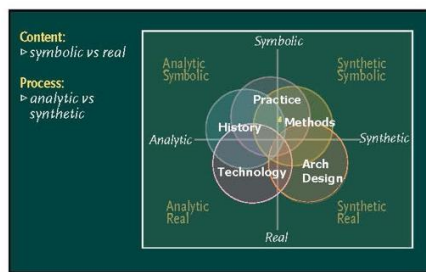 Content:
▷ symbolic vs real
Process:
▷ analytic vs
synthetic
Symbolic
Analytic
Symbolic
Synthetic
Symbolic
Practice
History
Methods
Analytic
Synthetic
Technology
Arch
Design
Analytic
Real
Synthetic
Real
Real